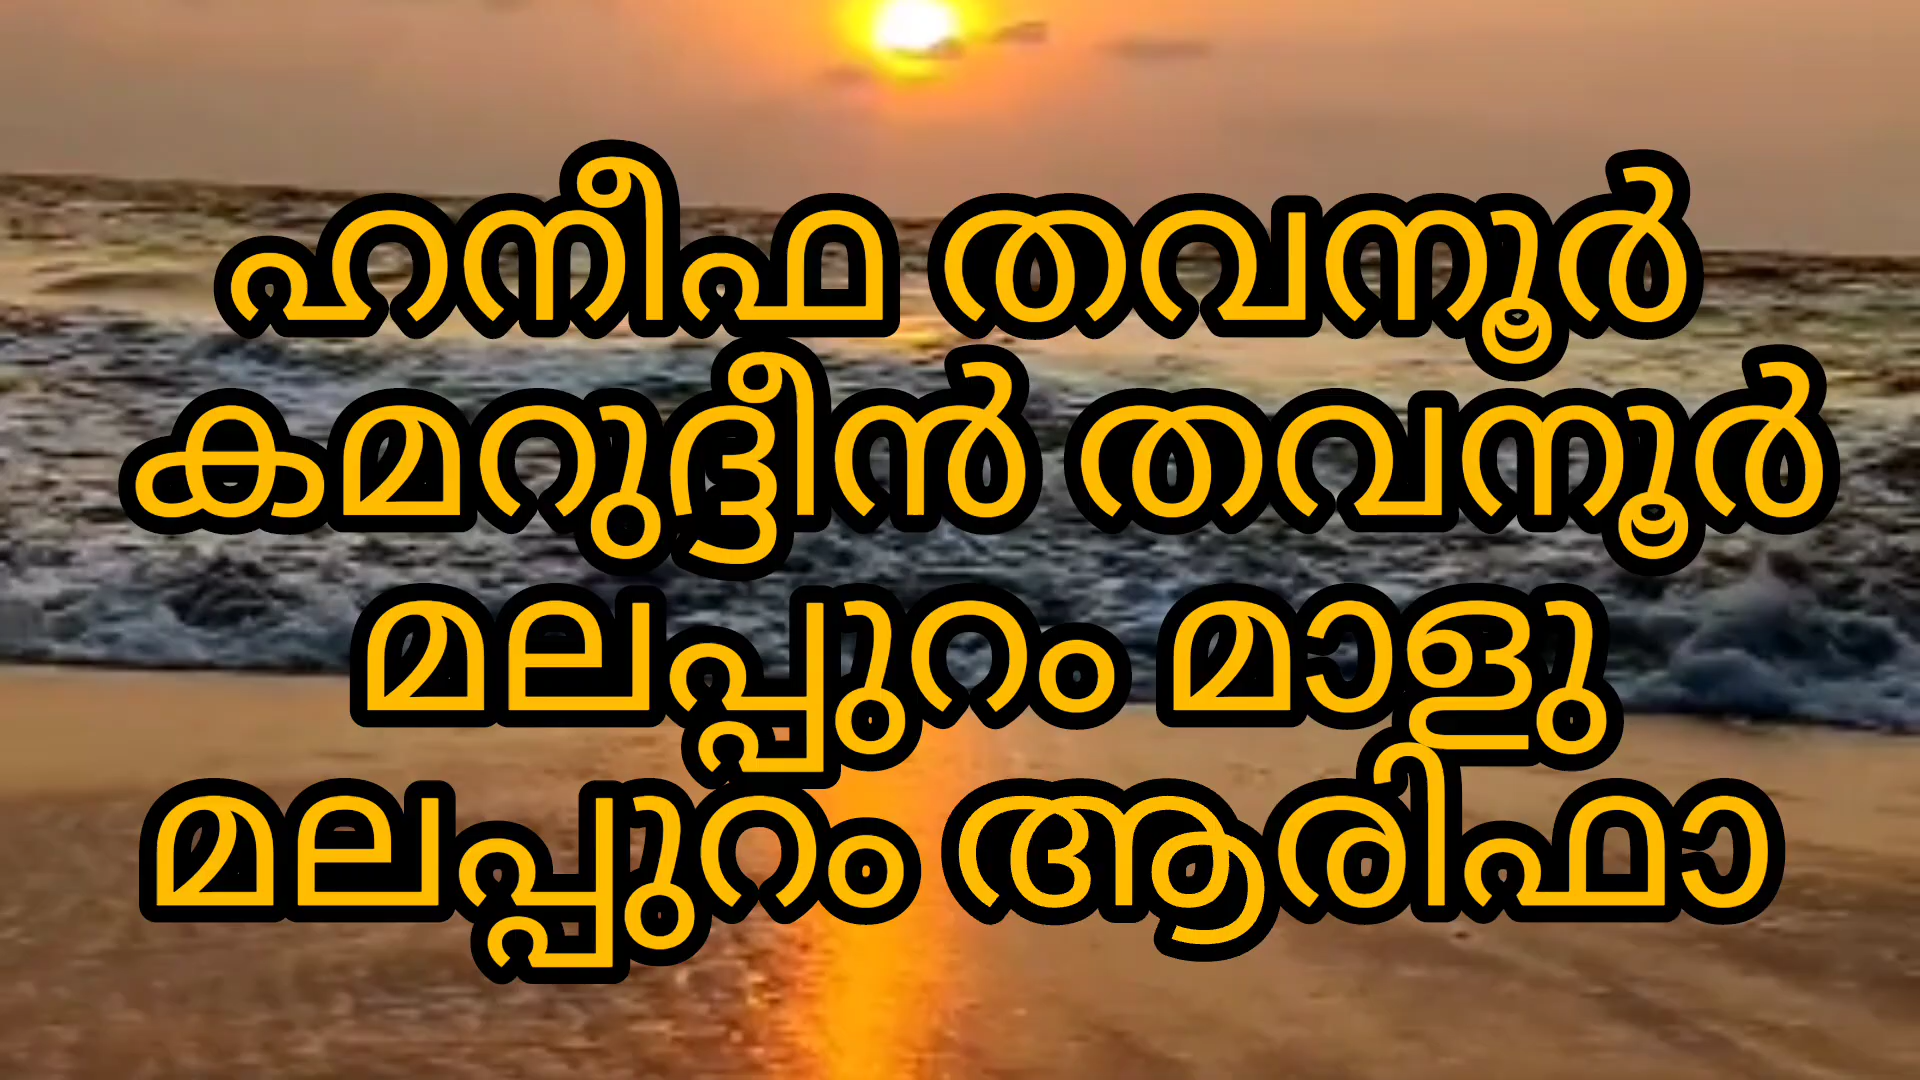 ഹനീഫ തവനൂർ
കമറുദ്ദീൻ തവനൂർ
മലപ്പുറം മാളു
മലപ്പുറം ആരിഫാ